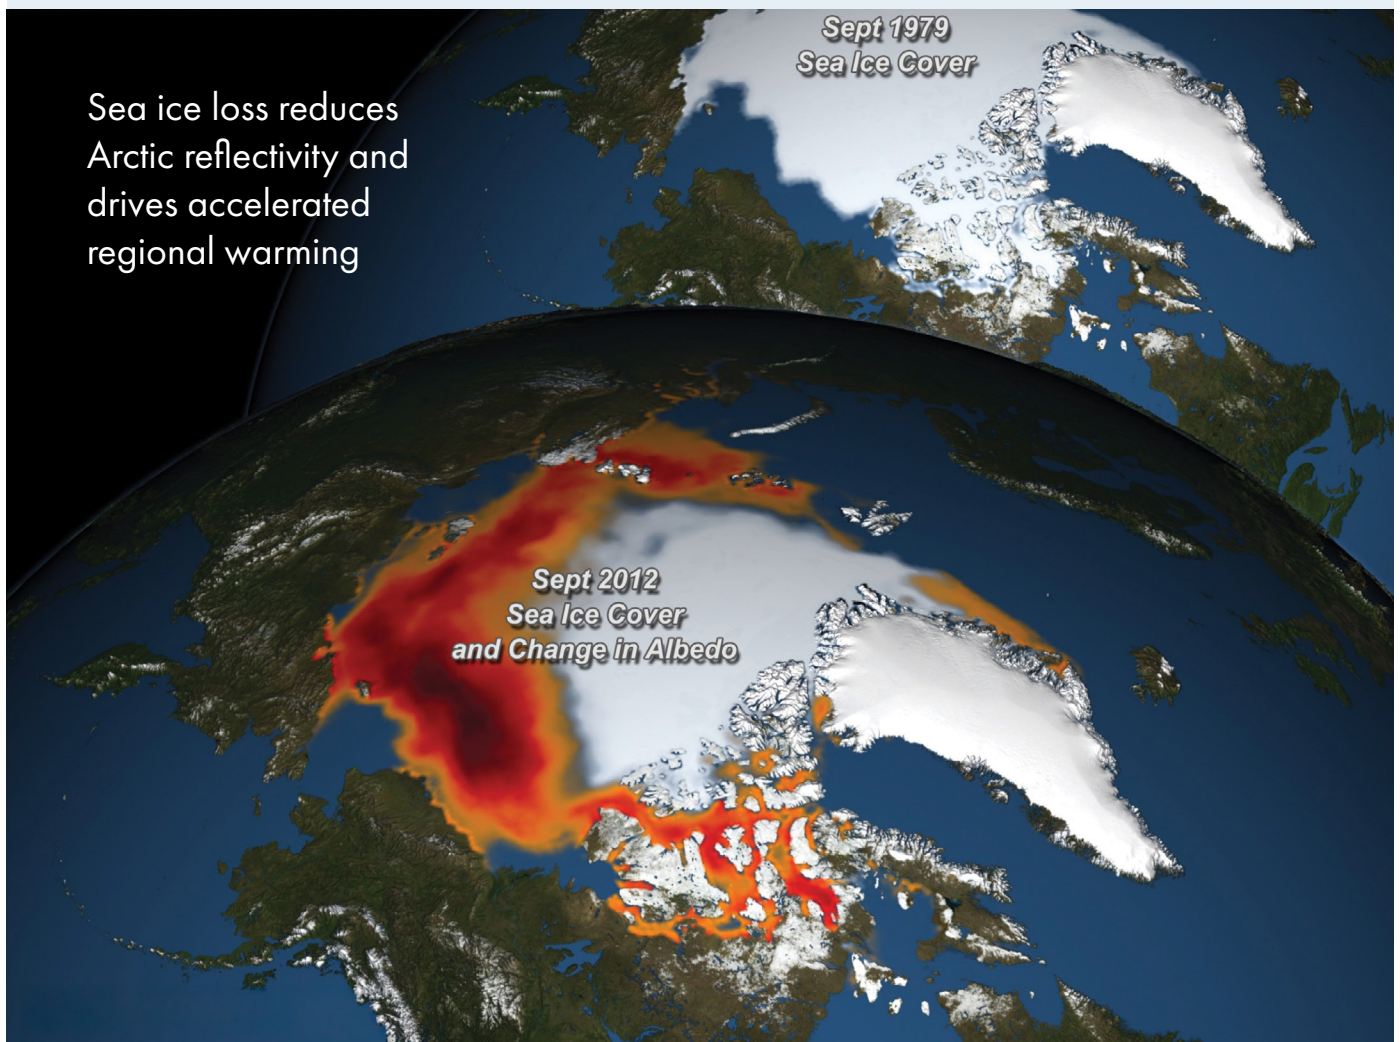 Sept 1979
Sea Ice Cover
Sea ice loss reduces
Arctic reflectivity and
drives accelerated
regional warming
Sept 2012
Sea Ice Cover
and Change in Albedo